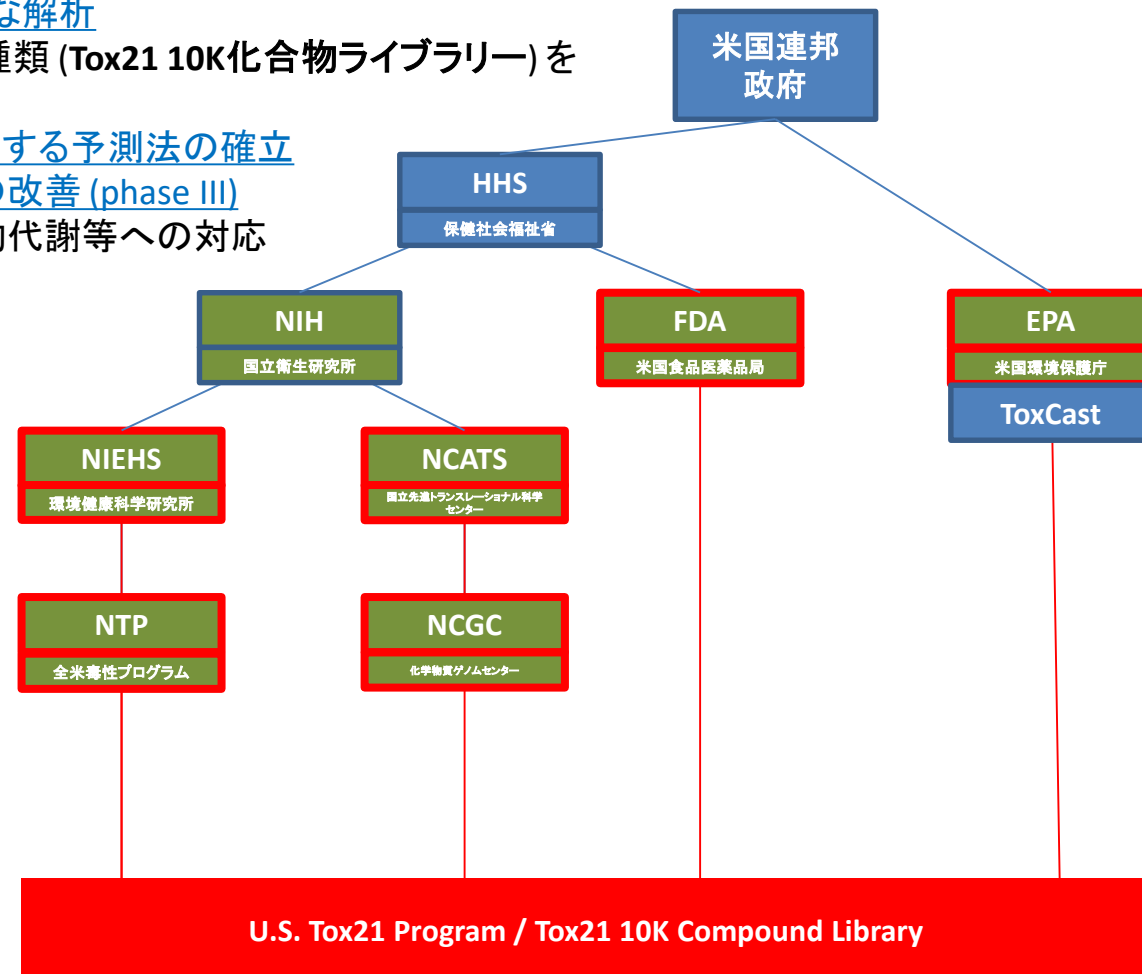 な解析
種類 (Tox21 10K化合物ライブラリー) を
する予測法の確立
の改善 (phase III)
物代謝等への対応
米国連邦
政府
HHS
保健社会福祉省
NIH
国立衛生研究所
FDA
米国食品医薬品局
EPA
米国環境保護庁
ToxCast
NIEHS
環境健康科学研究所
NCATS
国立先進トランスレーショナル科学
センター
NTP
全米毒性プログラム
NCGC
化学物質ゲノムセンター
U.S. Tox21 Program / Tox21 10K Compound Library